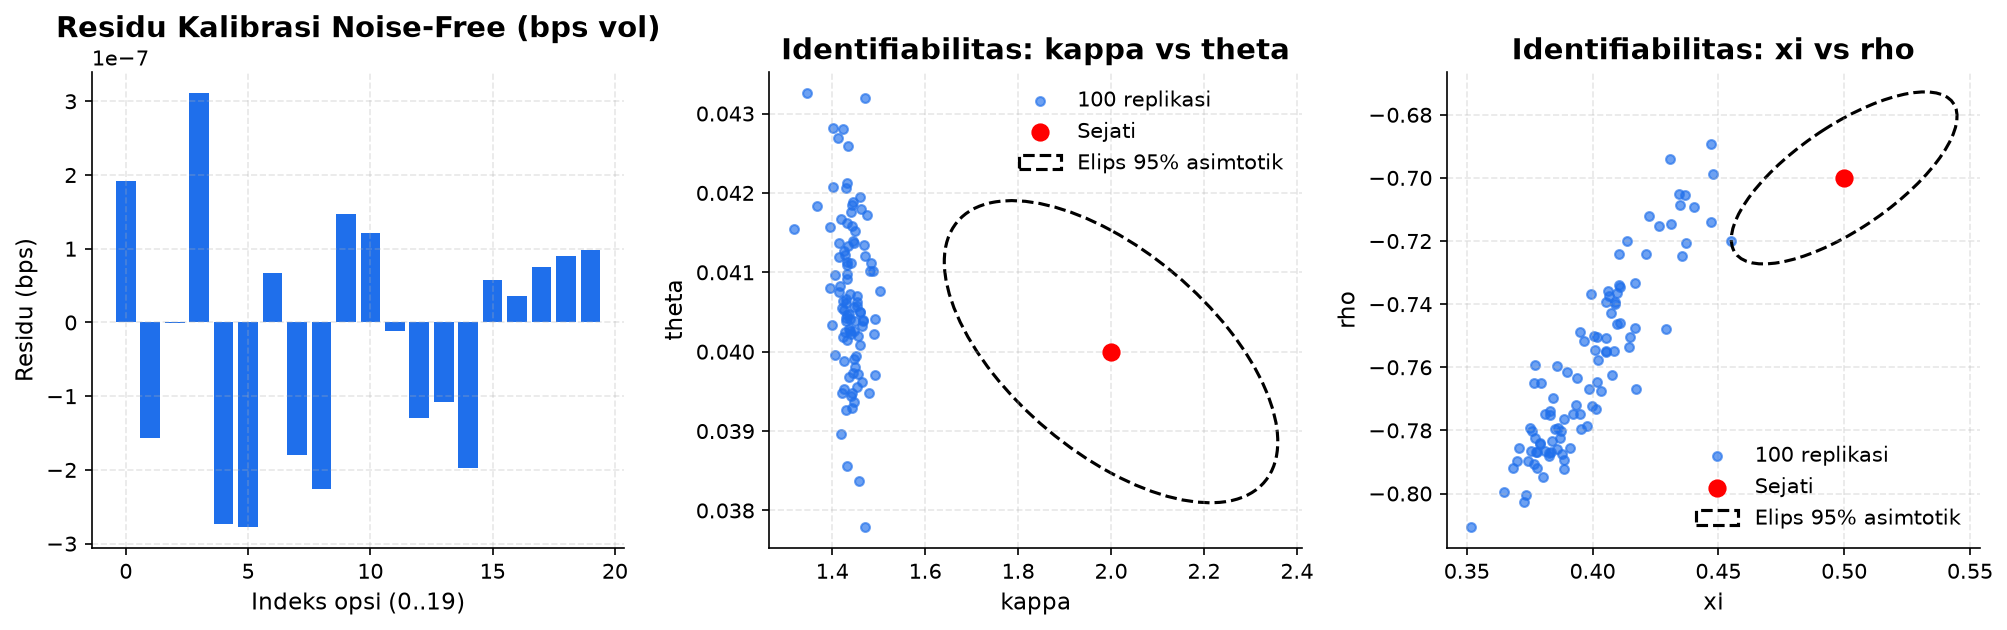 Residu Kalibrasi Noise-Free (bps vol)
1e−7
3
2
1
0
−1
−2
−3
Residu (bps)
0
5
10
15
20
Indeks opsi (0..19)
Identifiabilitas: kappa vs theta
100 replikasi
Sejati
Elips 95% asimtotik
0.043
0.042
0.041
0.040
0.039
0.038
theta
1.4
1.6
1.8
2.0
2.2
2.4
kappa
Identifiabilitas: xi vs rho
−0.68
−0.70
−0.72
−0.74
−0.76
−0.78
−0.80
rho
100 replikasi
Sejati
Elips 95% asimtotik
0.35
0.40
0.45
0.50
0.55
xi